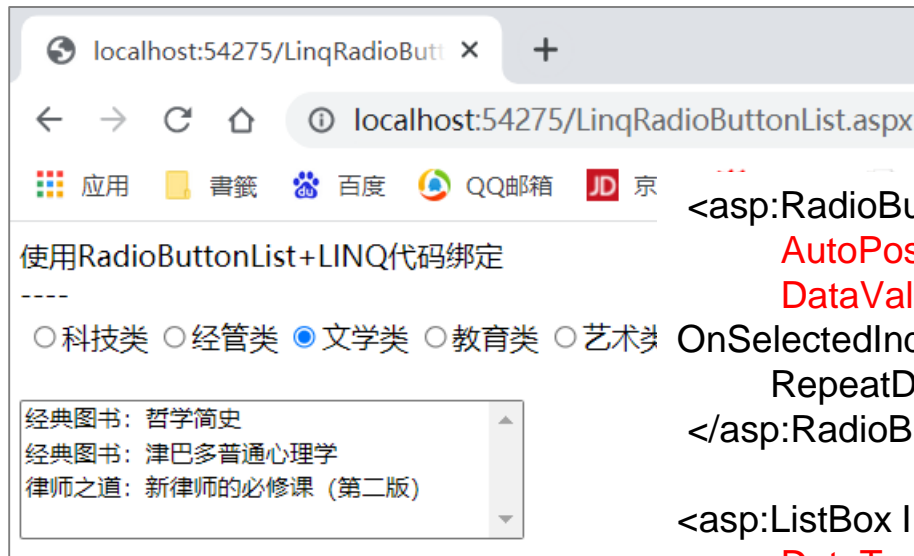 localhost:54275/LinqRadioButt
localhost:54275/LinqRadioButtonList.aspx
应用 書籤 百度 QQ邮箱 JD 京
<asp:RadioBu
AutoPos
DataVal
OnSelectedInd
RepeatD
</asp:RadioB
<asp:ListBox I
使用RadioButtonList+LINQ代码绑定
----
科技类 经管类 文学类 教育类 艺术类
经典图书：哲学简史
经典图书：津巴多普通心理学
律师之道：新律师的必修课（第二版）